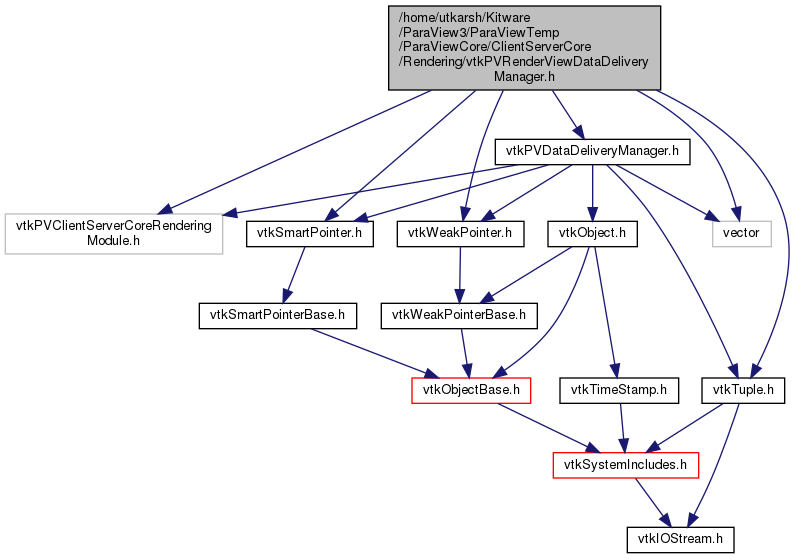 /home/utkarsh/Kitware
/ParaView3/ParaViewTemp
/ParaViewCore/ClientServerCore
/Rendering/vtkPVRenderViewDataDelivery
Manager.h
vtkPVDataDeliveryManager.h
vtkPVClientServerCoreRendering
Module.h
vtkSmartPointer.h
vtkWeakPointer.h
vtkObject.h
vector
vtkSmartPointerBase.h
vtkWeakPointerBase.h
vtkObjectBase.h
vtkTimeStamp.h
vtkTuple.h
vtkSystemIncludes.h
vtkIOStream.h